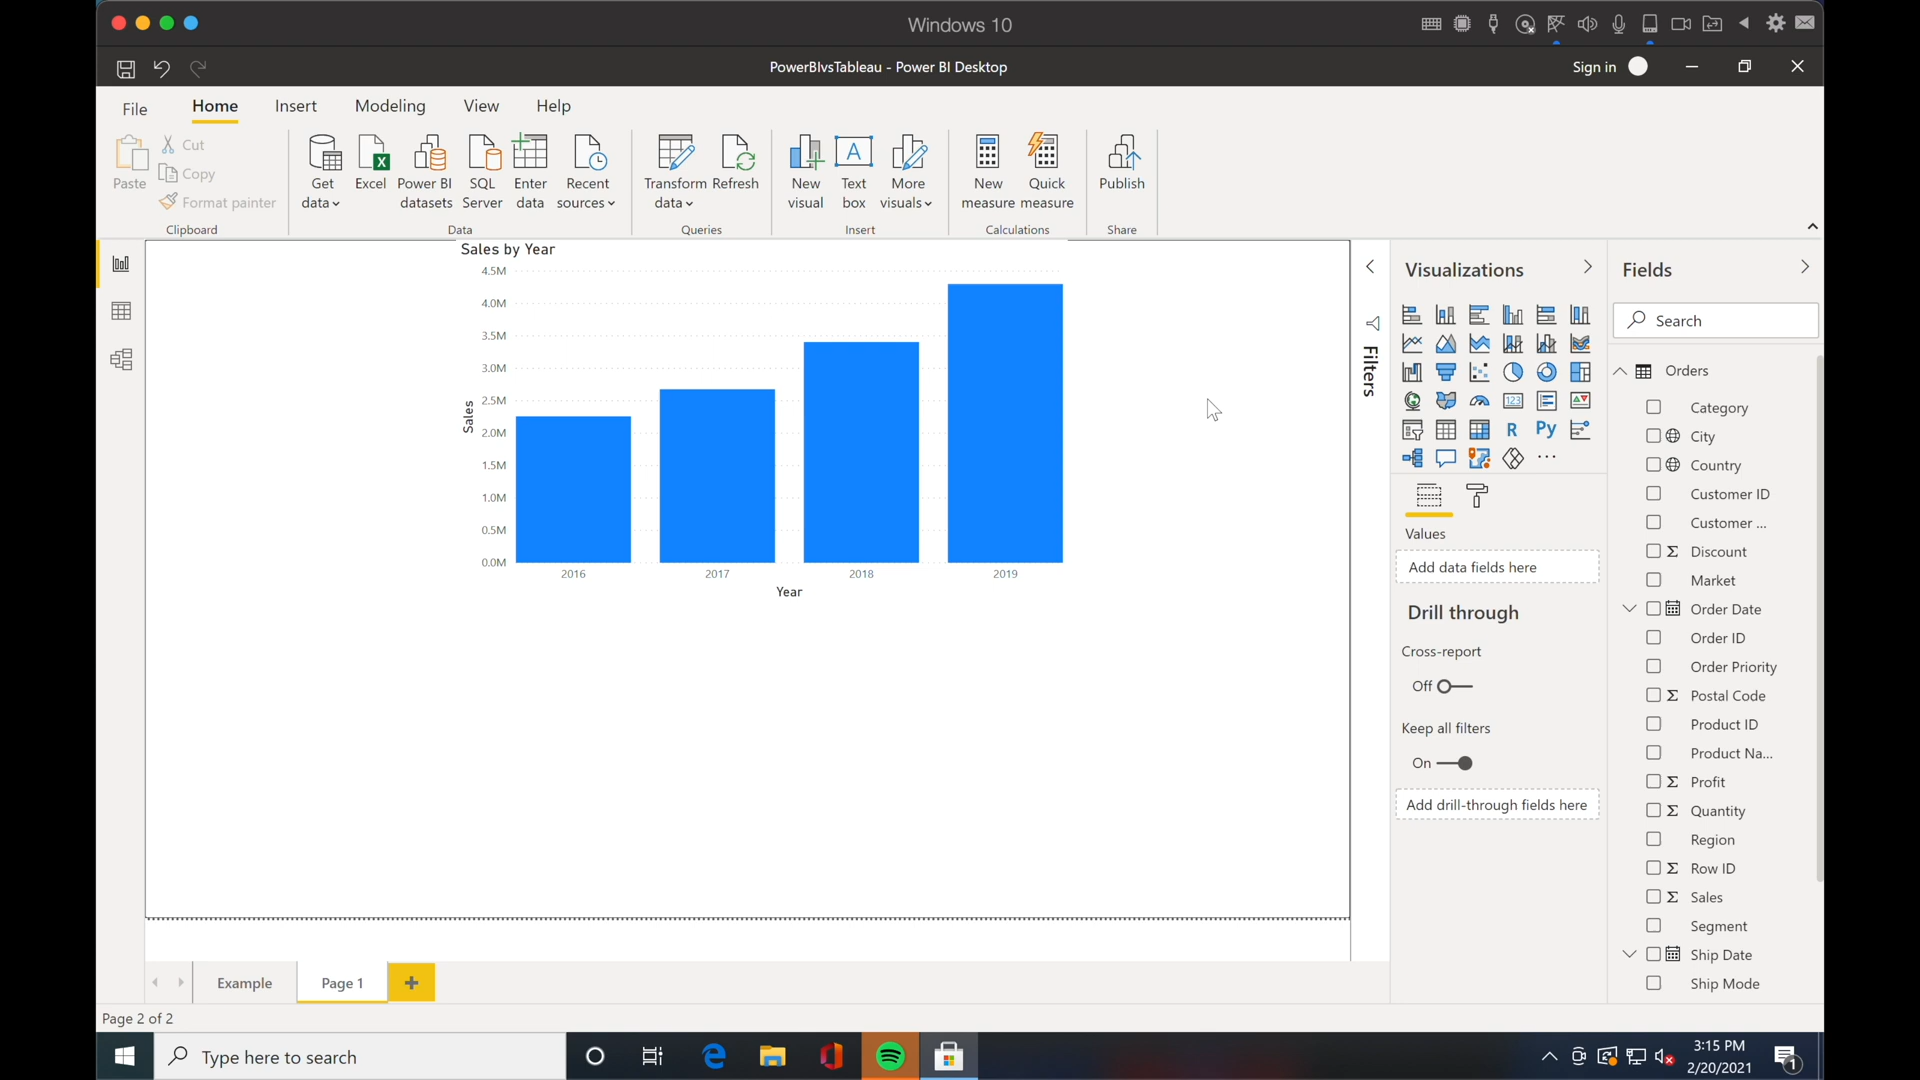 Windows 10
PowerBIvsTableau - Power BI Desktop
Sign in
File
Home
Insert
Modeling
View
Help
Paste
Cut
Copy
Format painter
Clipboard
Get data
Excel
Power BI datasets
SQL Server
Enter data
Recent sources
Data
Transform data
Refresh
Queries
New visual
Text box
More visuals
Insert
New measure
Quick measure
Calculations
Publish
Share
Sales by Year
4.5M
4.0M
3.5M
3.0M
2.5M
2.0M
1.5M
1.0M
0.5M
0.0M
Sales
2016
2017
2018
2019
Year
Filters
Visualizations
123
R
Py
Values
Add data fields here
Drill through
Cross-report
Off
Keep all filters
On
Add drill-through fields here
Fields
Search
Orders
Category
City
Country
Customer ID
Customer ...
Σ Discount
Market
Order Date
Order ID
Order Priority
Σ Postal Code
Product ID
Product Na...
Σ Profit
Σ Quantity
Region
Σ Row ID
Σ Sales
Segment
Ship Date
Ship Mode
Example
Page 1
Page 2 of 2
Type here to search
3:15 PM
2/20/2021
1